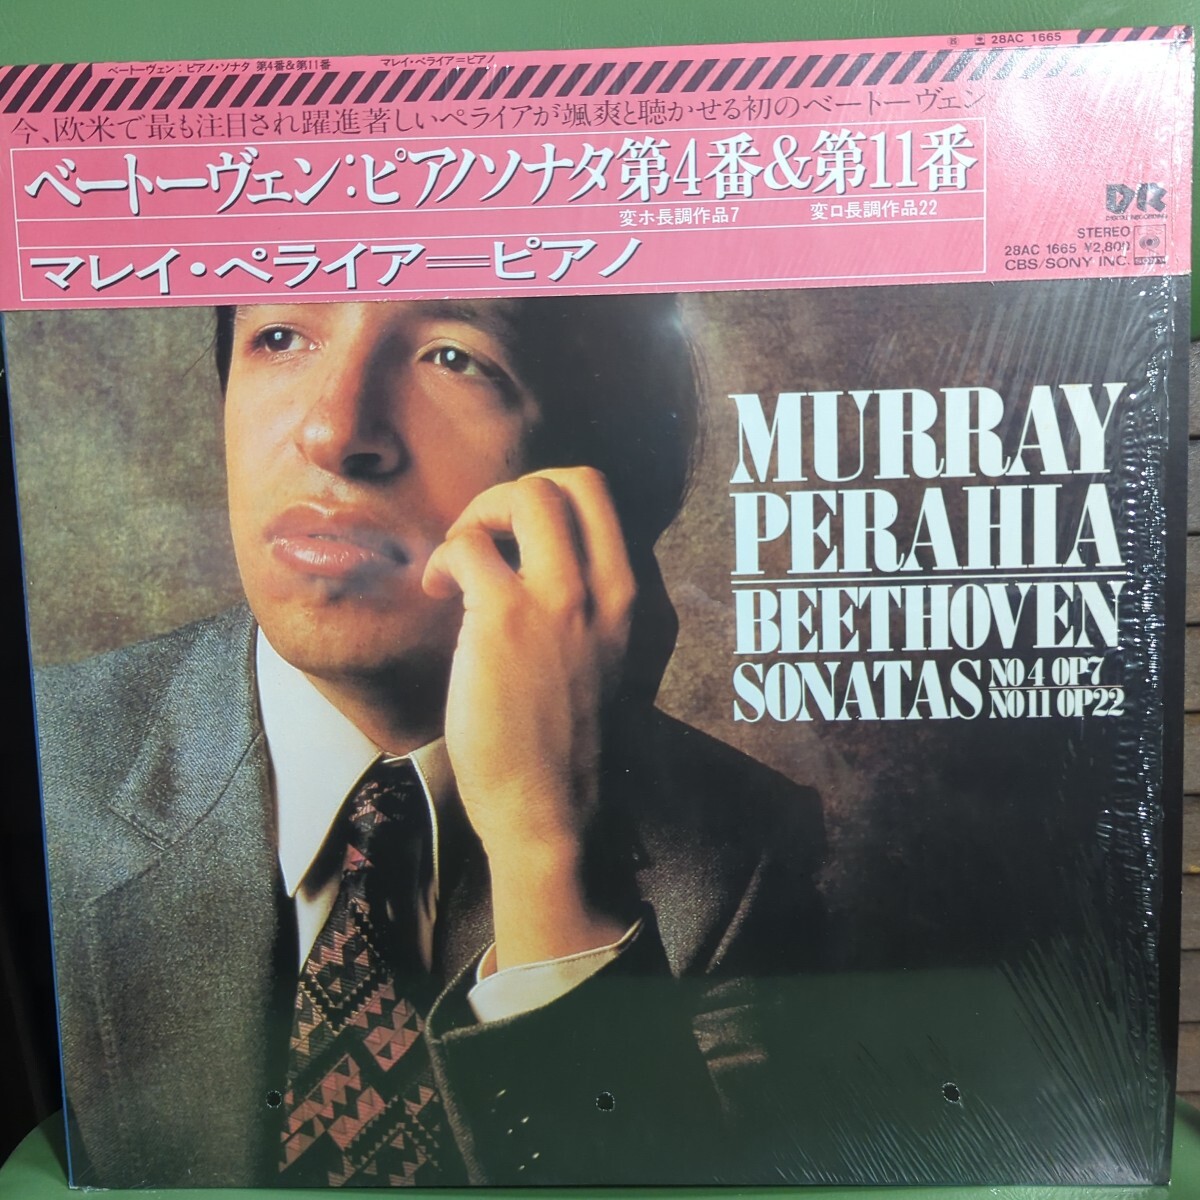 ベートーヴェン：ピアノ・ソナタ 第4番&第11番 マレイ・ペライア＝ピアノ 28AC 1665
今、欧米で最も注目され躍進著しいペライアが颯爽と聴かせる初のベートーヴェン
ベートーヴェン：ピアノソナタ第4番&第11番
変ホ長調作品7 変ロ長調作品22
マレイ・ペライア＝ピアノ
DR
DIGITAL RECORDING
STEREO
28AC 1665 ¥2,800
CBS/SONY INC.
MURRAY
PERAHIA
BEETHOVEN
SONATAS NO 4 OP7
NO 11 OP22